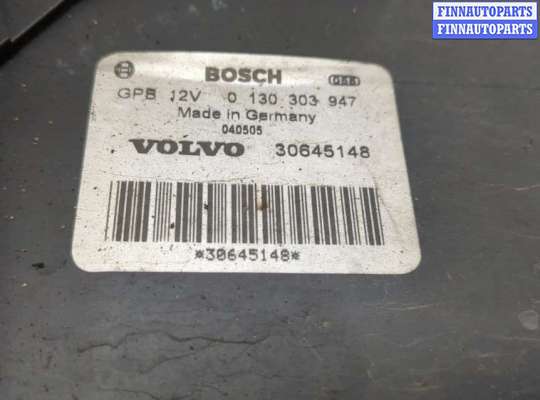 FINNAUTOPARTS
FINNAUTOPARTS
BOSCH
GPB 12V 0 130 303 947
Made in Germany
040505
VOLVO 30645148
*30645148*